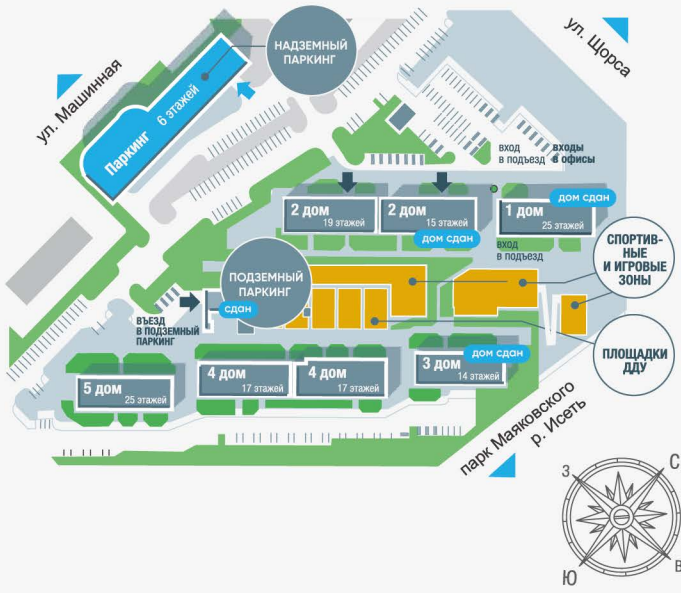 НАДЗЕМНЫЙ
ПАРКИНГ
ул. Щорса
ул. Машинная
Паркинг
6 этажей
вход
в подъезд
входы
в офисы
2 дом
19 этажей
2 дом
15 этажей
дом сдан
дом сдан
1 дом
25 этажей
вход
в подъезд
СПОРТИВ-
НЫЕ
И ИГРОВЫЕ
ЗОНЫ
ПОДЗЕМНЫЙ
ПАРКИНГ
сдан
ВЪЕЗД
В ПОДЗЕМНЫЙ
ПАРКИНГ
ПЛОЩАДКИ
ДДУ
5 дом
25 этажей
4 дом
17 этажей
4 дом
17 этажей
дом сдан
3 дом
14 этажей
парк Маяковского
р. Исеть
З
С
Ю
В